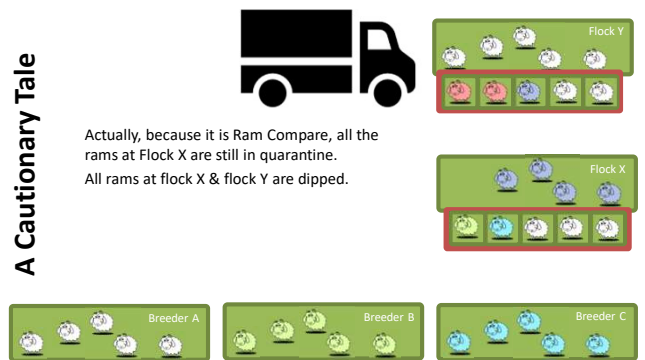 A Cautionary Tale
Actually, because it is Ram Compare, all the
rams at Flock X are still in quarantine.
All rams at flock X & flock Y are dipped.
Flock Y
Flock X
Breeder A
Breeder B
Breeder C